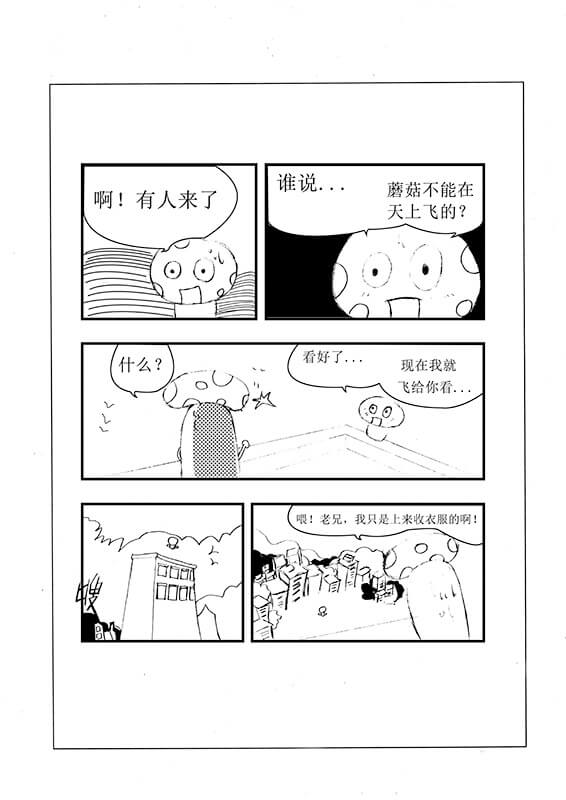 啊！有人来了
谁说...
蘑菇不能在
天上飞的？
什么？
看好了...
现在我就
飞给你看...
嗖
喂！老兄，我只是上来收衣服的啊！